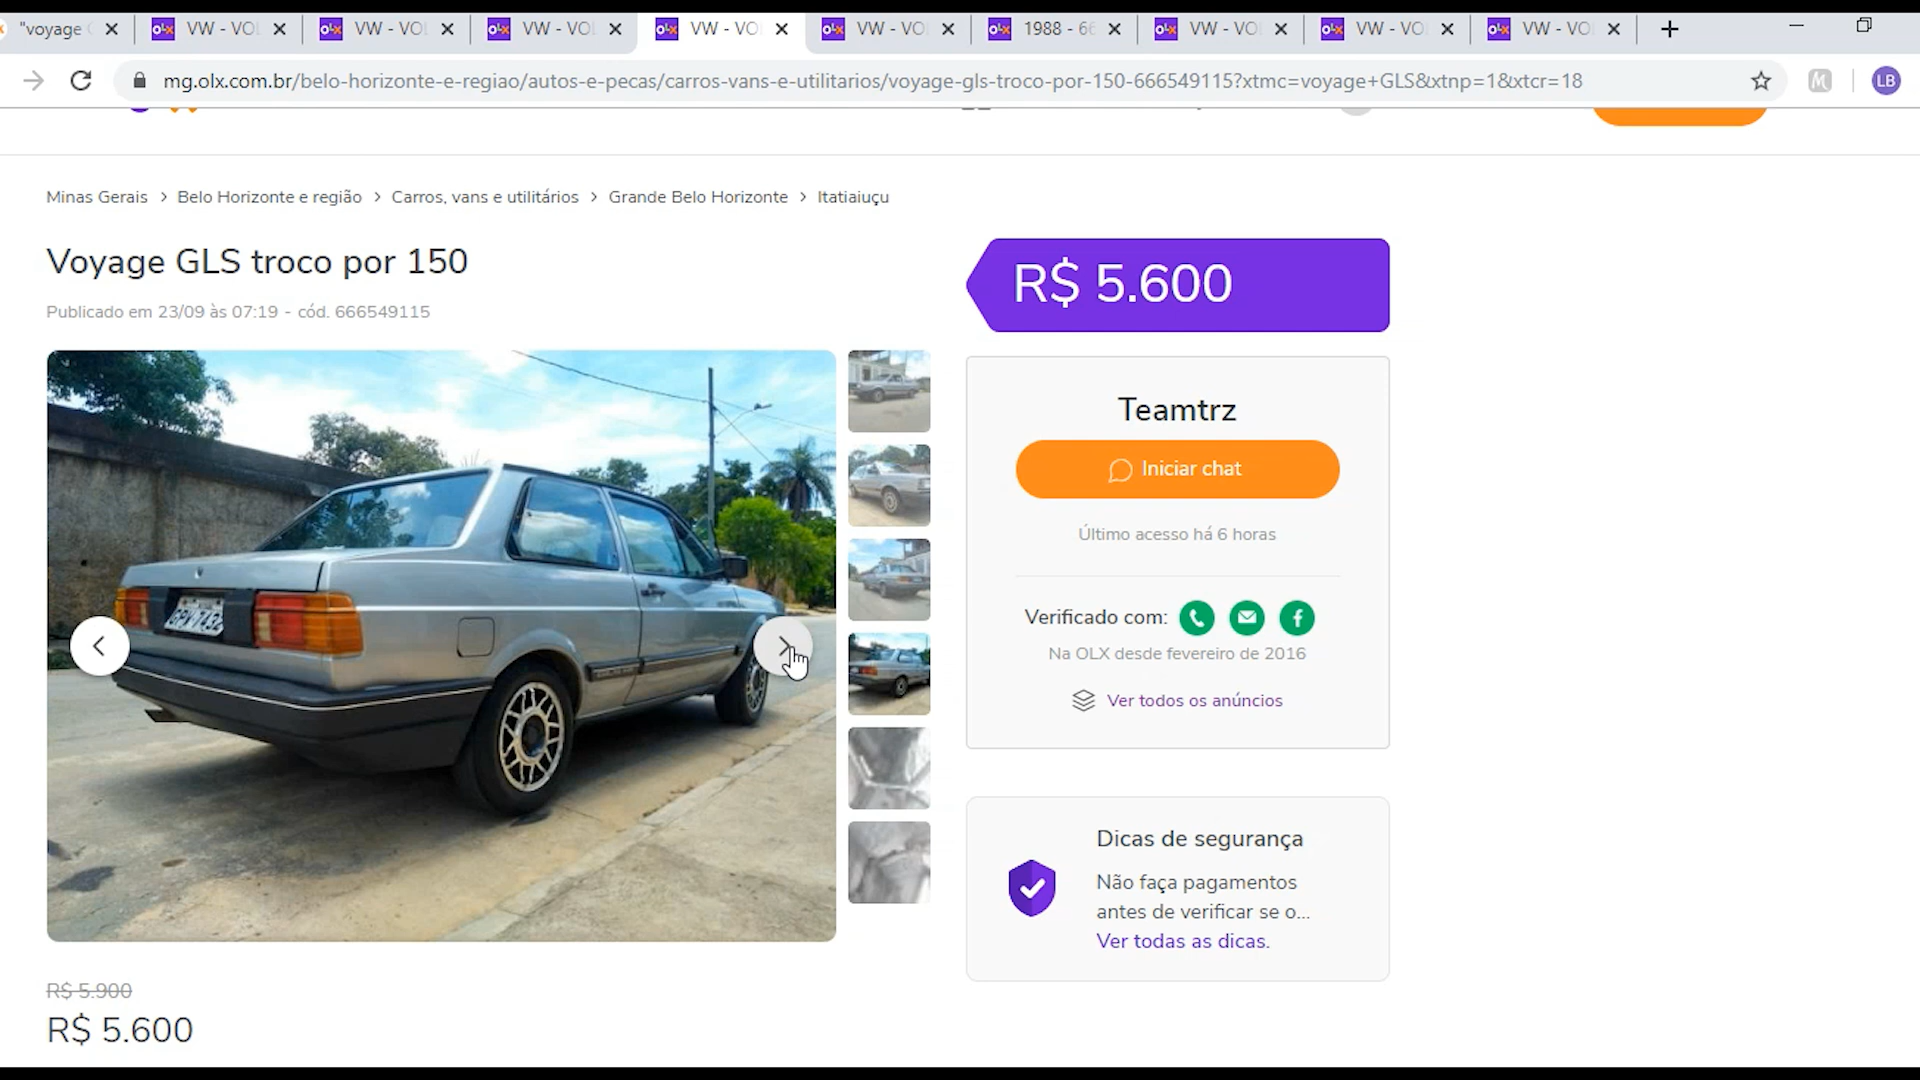 "voyage
VW - VO
VW - VO
VW - VO
VW - VO
VW - VO
1988 - 66
VW - VO
VW - VO
VW - VO
mg.olx.com.br/belo-horizonte-e-regiao/autos-e-pecas/carros-vans-e-utilitarios/voyage-gls-troco-por-150-666549115?xtmc=voyage+GLS&xtnp=1&xtcr=18
LB
Minas Gerais > Belo Horizonte e região > Carros, vans e utilitários > Grande Belo Horizonte > Itatiaiuçu
Voyage GLS troco por 150
Publicado em 23/09 às 07:19 - cód. 666549115
R$ 5.600
Teamtrz
Iniciar chat
Último acesso há 6 horas
Verificado com:
Na OLX desde fevereiro de 2016
Ver todos os anúncios
Dicas de segurança
Não faça pagamentos
antes de verificar se o...
Ver todas as dicas.
R$ 5.900
R$ 5.600